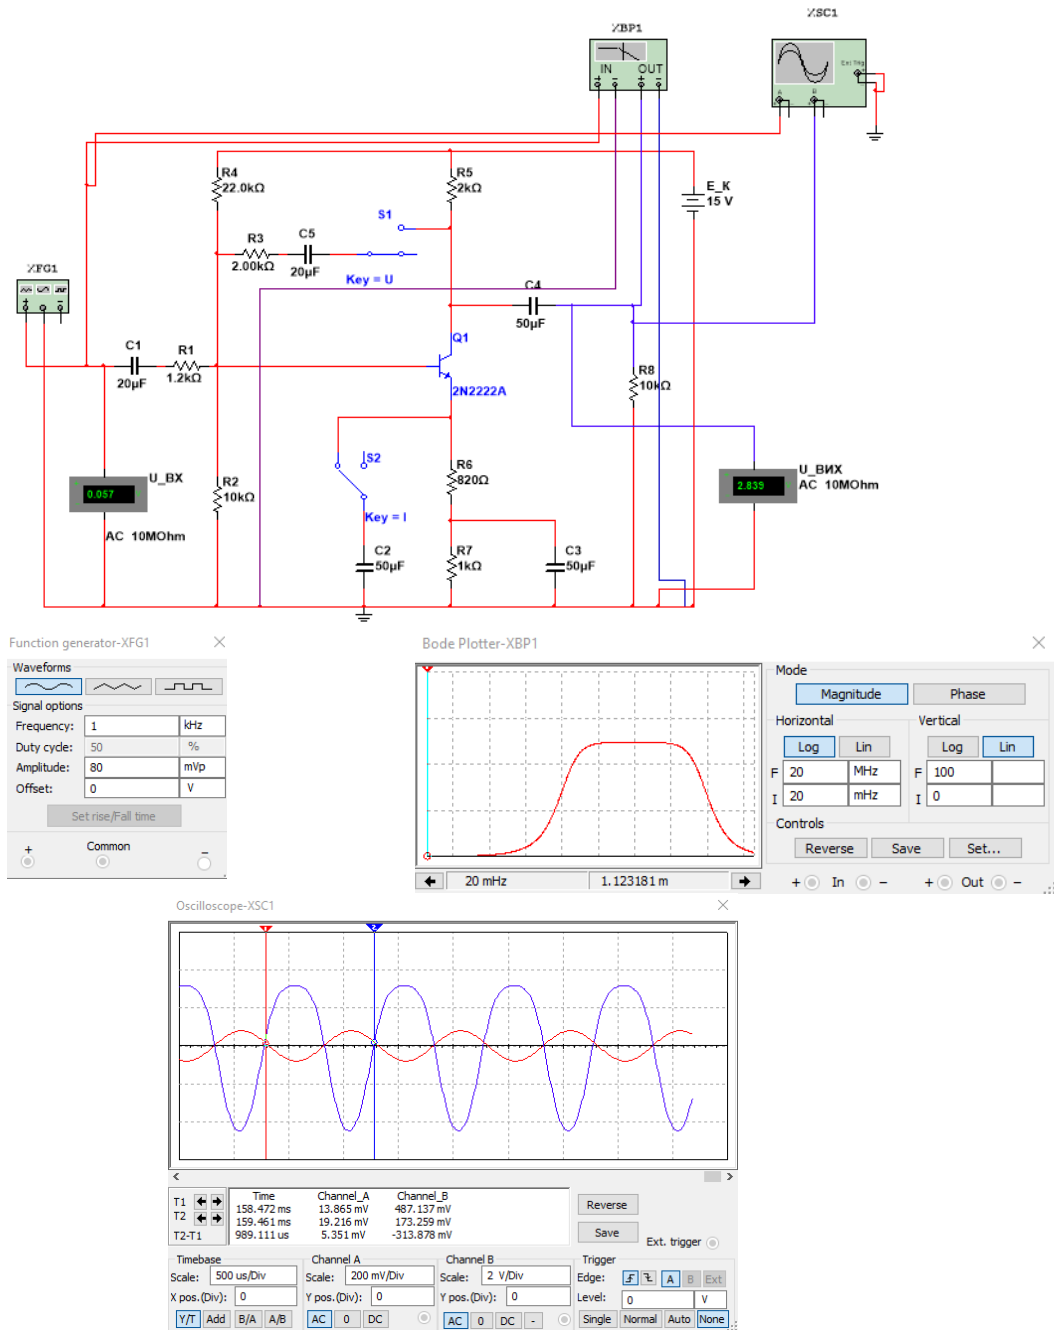 XSC1
XBP1
IN OUT
Ext Trig
A B
R4
22.0kΩ
R5
2kΩ
E_K
15 V
S1
R3
2.00kΩ
C5
20µF
Key = U
XFG1
C4
50µF
Q1
2N2222A
C1
20µF
R1
1.2kΩ
R8
10kΩ
U_ВХ
0.057
AC 10MOhm
R2
10kΩ
S2
Key = I
R6
820Ω
U_ВИХ
AC 10MOhm
2.839
C2
50µF
R7
1kΩ
C3
50µF
Function generator-XFG1
Waveforms
Signal options
Frequency: 1 kHz
Duty cycle: 50 %
Amplitude: 80 mVp
Offset: 0 V
Set rise/Fall time
+ Common −
Bode Plotter-XBP1
Mode
Magnitude Phase
Horizontal Vertical
Log Lin Log Lin
F 20 MHz F 100
I 20 mHz I 0
Controls
Reverse Save Set...
20 mHz 1.123181 m
+ In − + Out −
Oscilloscope-XSC1
1 2
Time Channel_A Channel_B
T1 158.472 ms 13.865 mV 487.137 mV
T2 159.461 ms 19.216 mV 173.259 mV
T2-T1 989.111 us 5.351 mV -313.878 mV
Reverse
Save
Ext. trigger
Timebase Channel A Channel B Trigger
Scale: 500 us/Div Scale: 200 mV/Div Scale: 2 V/Div Edge: A B Ext
X pos.(Div): 0 Y pos.(Div): 0 Y pos.(Div): 0 Level: 0 V
Y/T Add B/A A/B AC 0 DC AC 0 DC - Single Normal Auto None